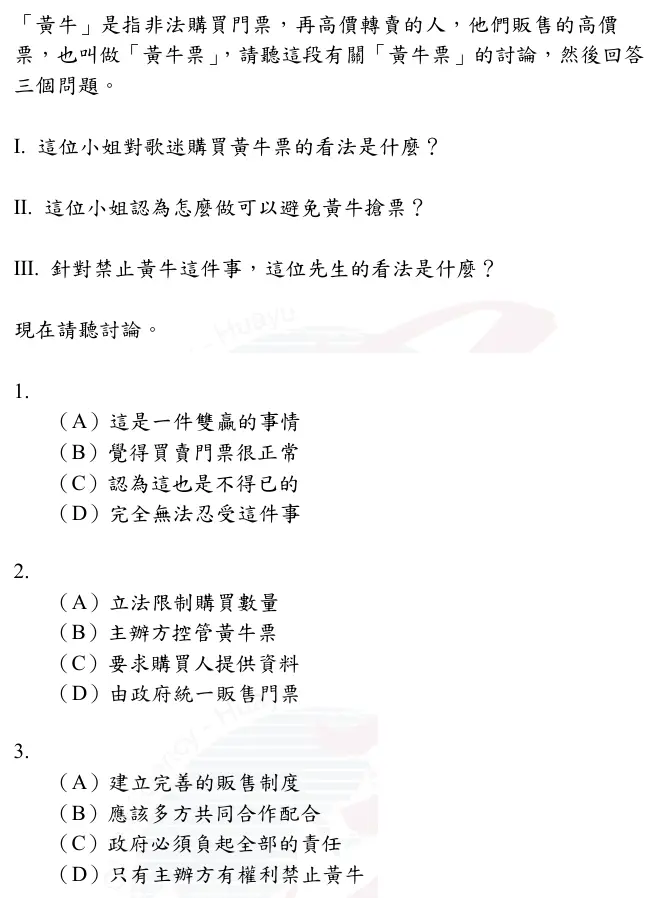 「黃牛」是指非法購買門票，再高價轉賣的人，他們販售的高價
票，也叫做「黃牛票」，請聽這段有關「黃牛票」的討論，然後回答
三個問題。
I. 這位小姐對歌迷購買黃牛票的看法是什麼？
II. 這位小姐認為怎麼做可以避免黃牛搶票？
III. 針對禁止黃牛這件事，這位先生的看法是什麼？
現在請聽討論。
1.
（A）這是一件雙贏的事情
（B）覺得買賣門票很正常
（C）認為這也是不得已的
（D）完全無法忍受這件事
2.
（A）立法限制購買數量
（B）主辦方控管黃牛票
（C）要求購買人提供資料
（D）由政府統一販售門票
3.
（A）建立完善的販售制度
（B）應該多方共同合作配合
（C）政府必須負起全部的責任
（D）只有主辦方有權利禁止黃牛